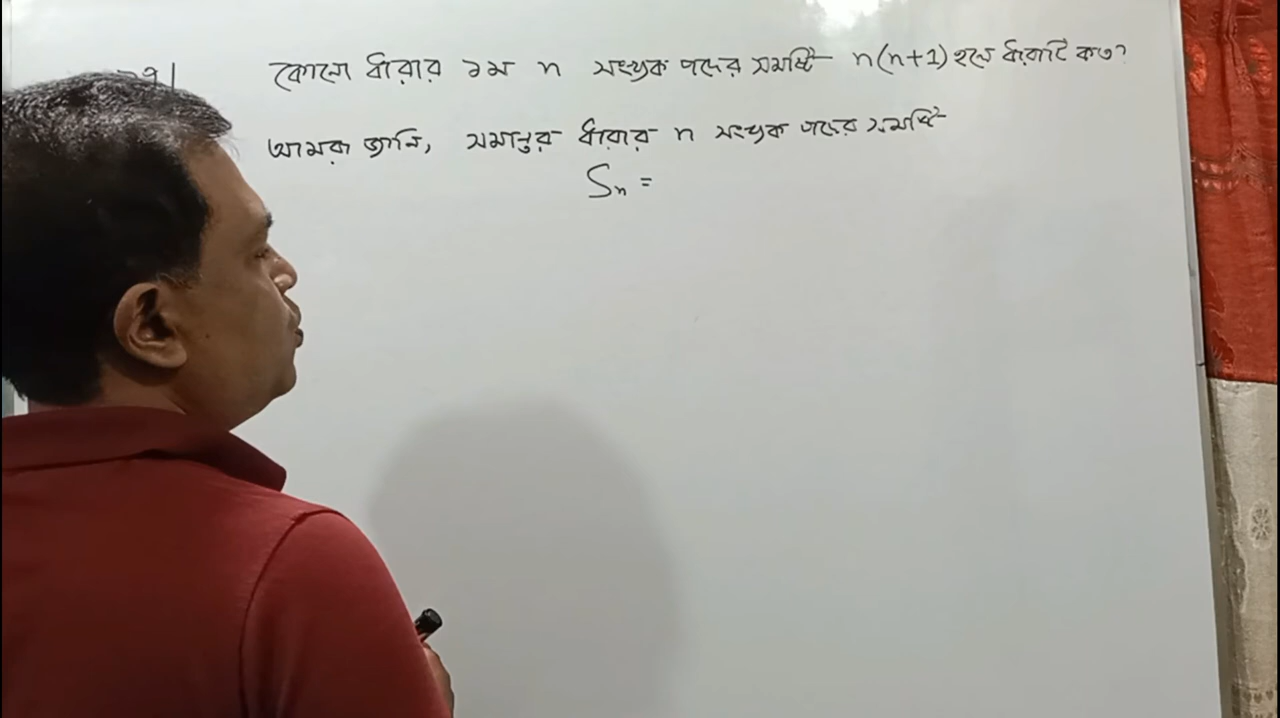 কোনো ধারার ১ম n সংখ্যক পদের সমষ্টি n(n+1) হলে ধারাটি কত?
আমরা জানি, সমান্তর ধারার n সংখ্যক পদের সমষ্টি
Sn =